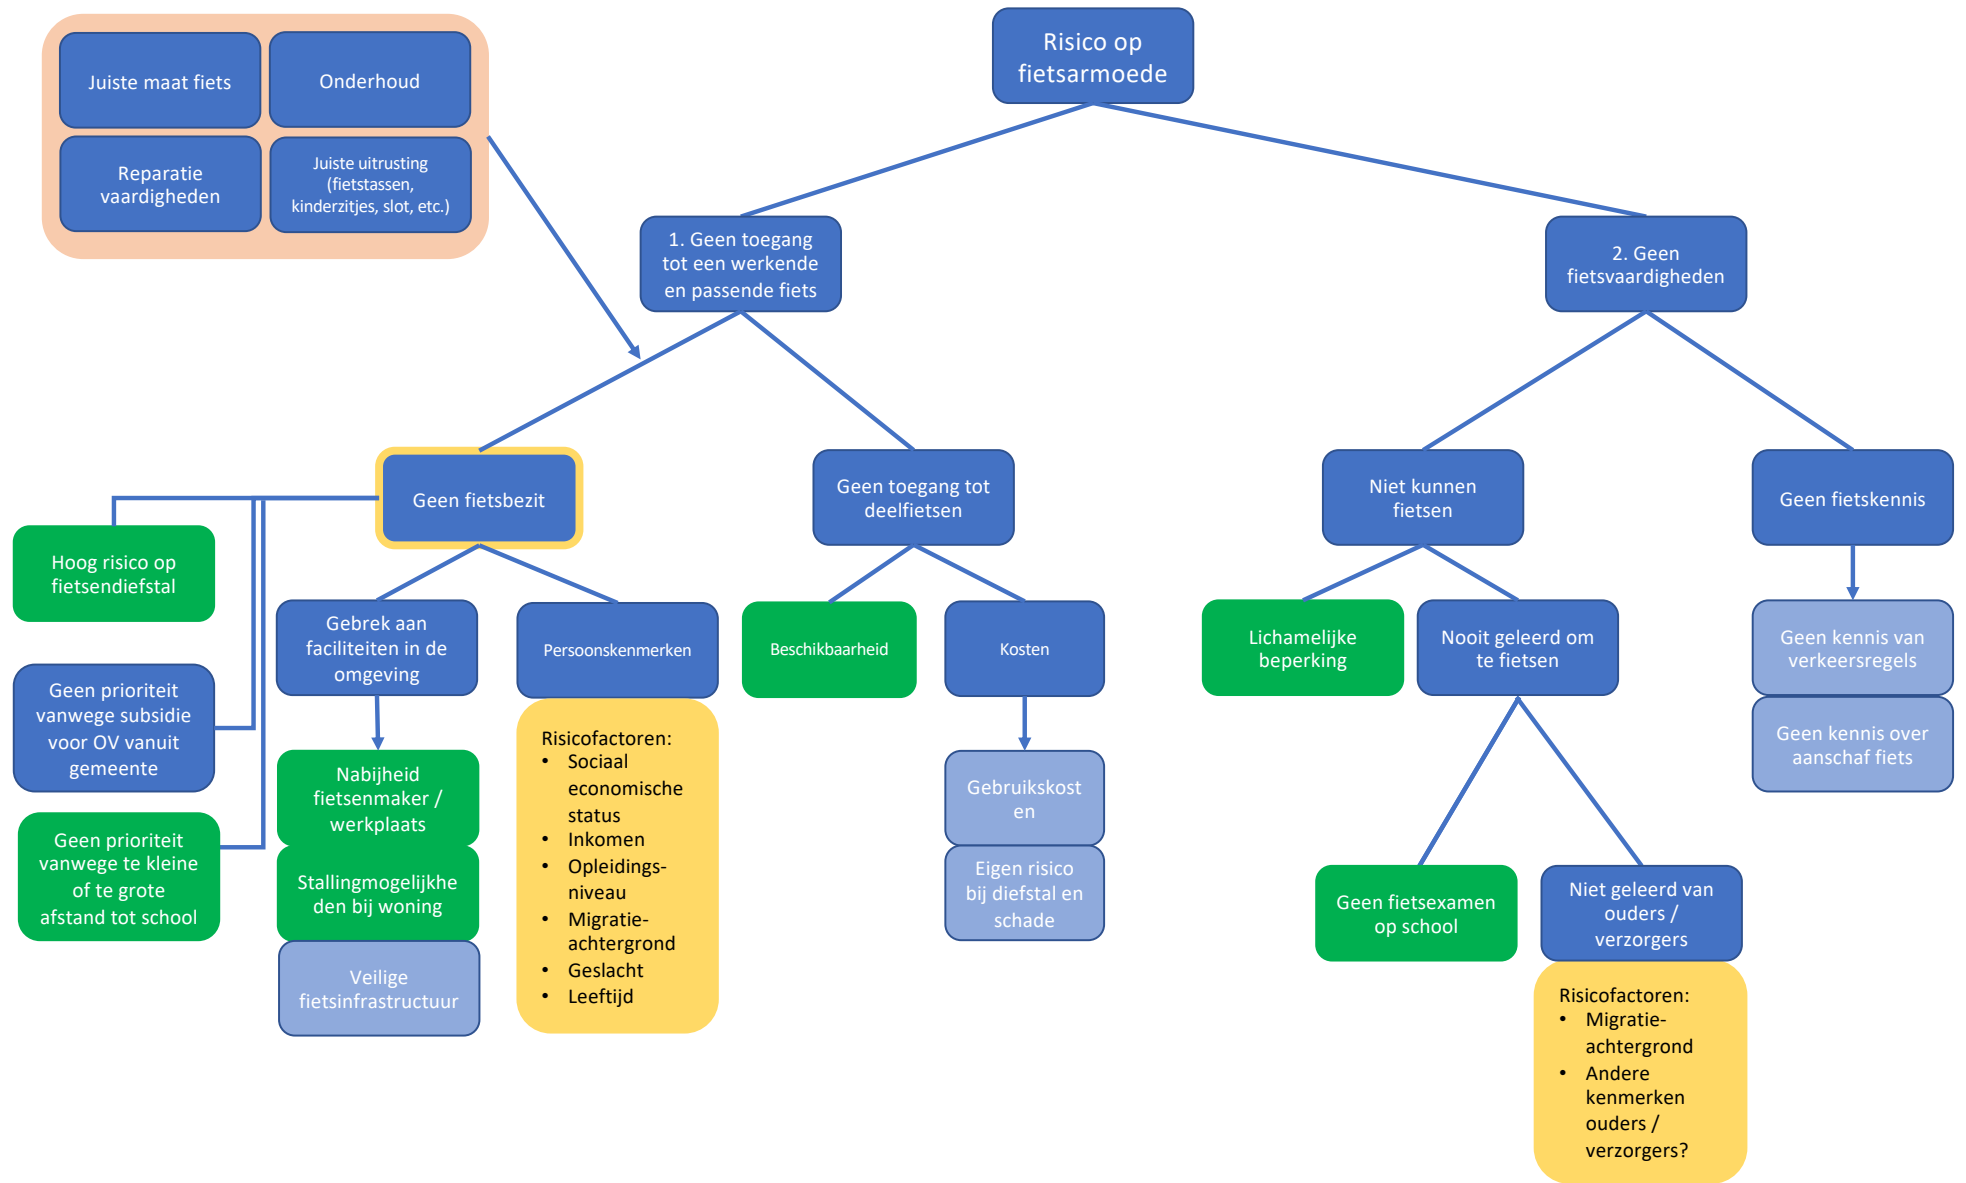 Juiste maat fiets
Onderhoud
Reparatie
vaardigheden
Juiste uitrusting
(fietstassen,
kinderzitjes, slot, etc.)
Risico op
fietsarmoede
1. Geen toegang
tot een werkende
en passende fiets
2. Geen
fietsvaardigheden
Geen fietsbezit
Geen toegang tot
deelfietsen
Niet kunnen
fietsen
Geen fietskennis
Hoog risico op
fietsendiefstal
Geen prioriteit
vanwege subsidie
voor OV vanuit
gemeente
Geen prioriteit
vanwege te kleine
of te grote
afstand tot school
Gebrek aan
faciliteiten in de
omgeving
Nabijheid
fietsenmaker /
werkplaats
Stallingmogelijkhe
den bij woning
Veilige
fietsinfrastructuur
Persoonskenmerken
Risicofactoren:
• Sociaal
economische
status
• Inkomen
• Opleidings-
niveau
• Migratie-
achtergrond
• Geslacht
• Leeftijd
Beschikbaarheid
Kosten
Gebruikskost
en
Eigen risico
bij diefstal en
schade
Lichamelijke
beperking
Nooit geleerd om
te fietsen
Geen fietsexamen
op school
Niet geleerd van
ouders /
verzorgers
Risicofactoren:
• Migratie-
achtergrond
• Andere
kenmerken
ouders /
verzorgers?
Geen kennis van
verkeersregels
Geen kennis over
aanschaf fiets